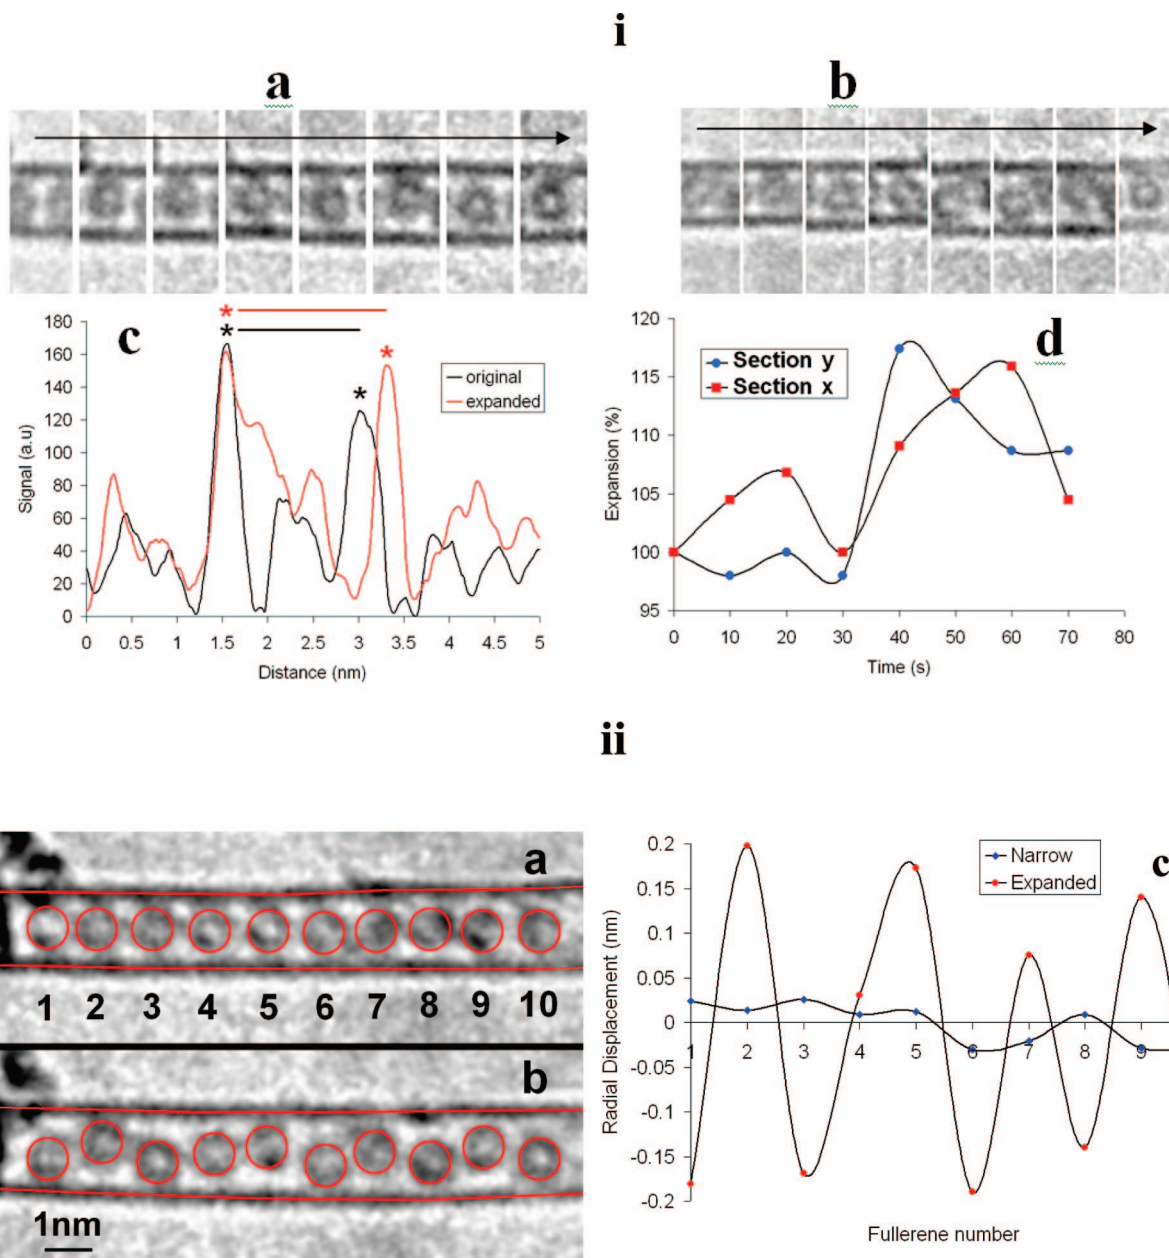 i
a
b
* 
* *
*
c
180
160
140
120
100
80
60
40
20
0
Signal (a.u)
original
expanded
0 0.5 1 1.5 2 2.5 3 3.5 4 4.5 5
Distance (nm)
d
120
115
110
105
100
95
Expansion (%)
Section y
Section x
0 10 20 30 40 50 60 70 80
Time (s)
ii
a
1 2 3 4 5 6 7 8 9 10
b
1nm
c
Narrow
Expanded
0.2
0.15
0.1
0.05
0
-0.05
-0.1
-0.15
-0.2
Radial Displacement (nm)
1 2 3 4 5 6 7 8 9
Fullerene number